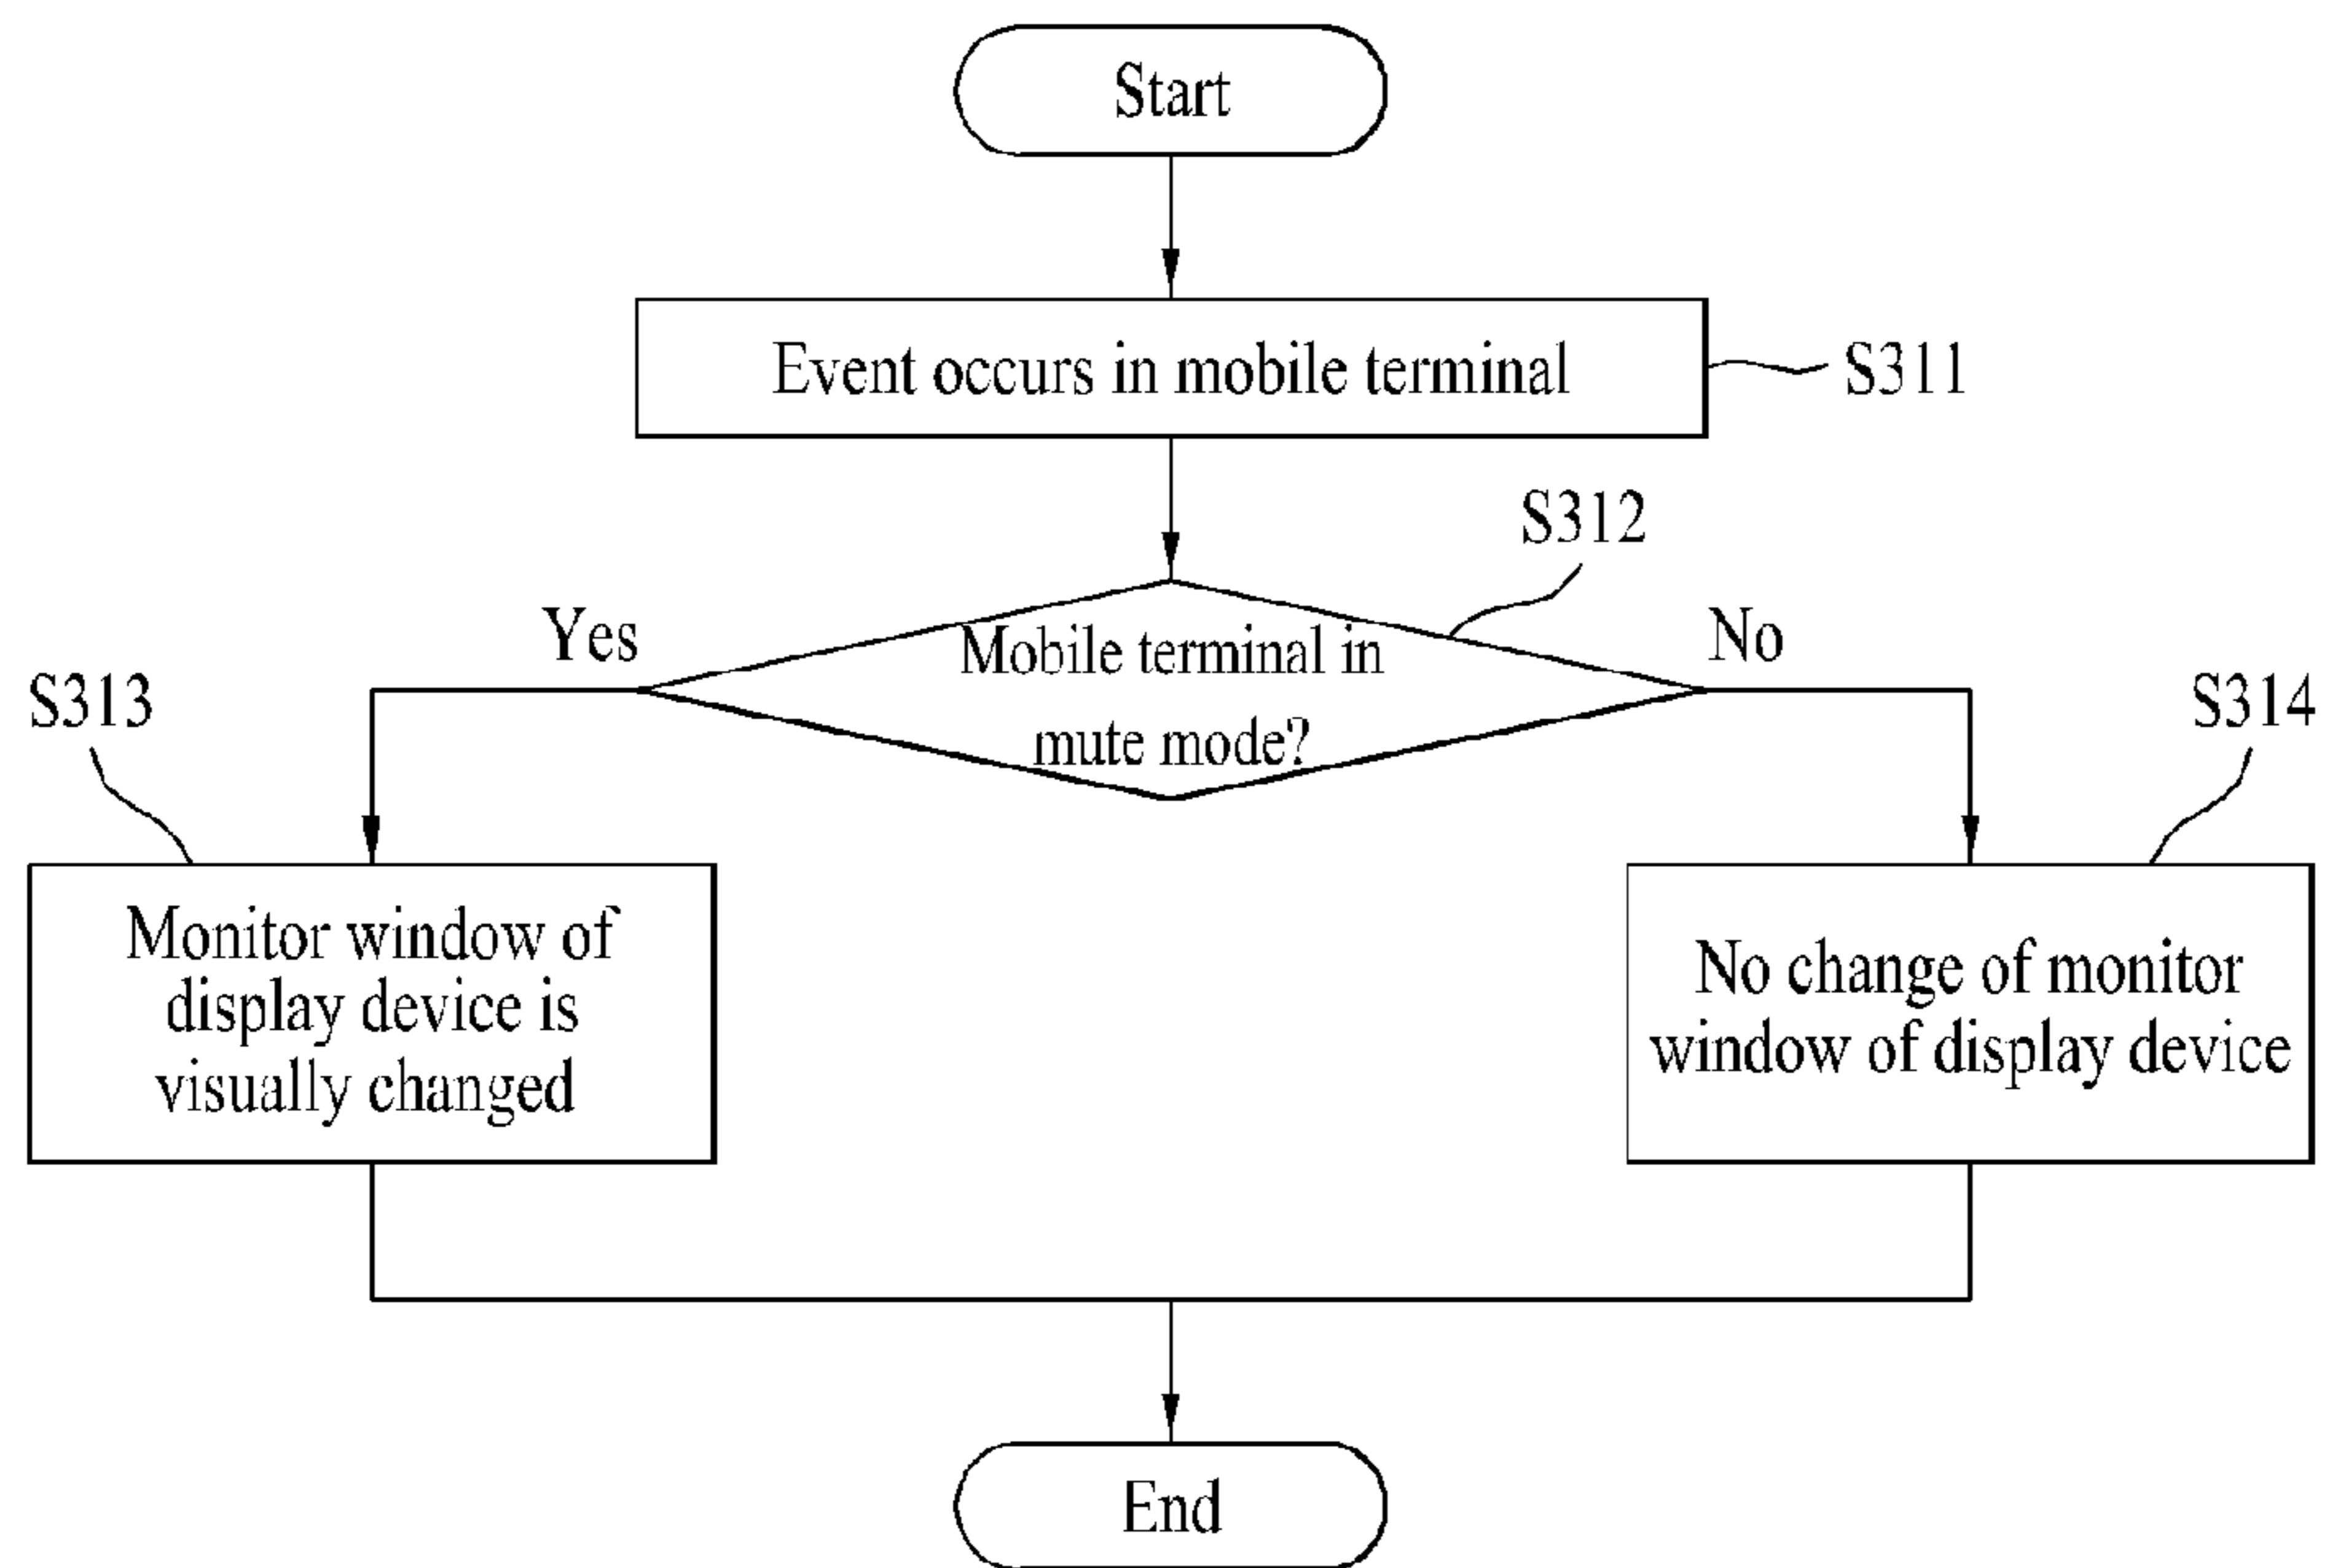 Start
Event occurs in mobile terminal
S311
S312
Yes
Mobile terminal in
mute mode?
No
S313
S314
Monitor window of
display device is
visually changed
No change of monitor
window of display device
End